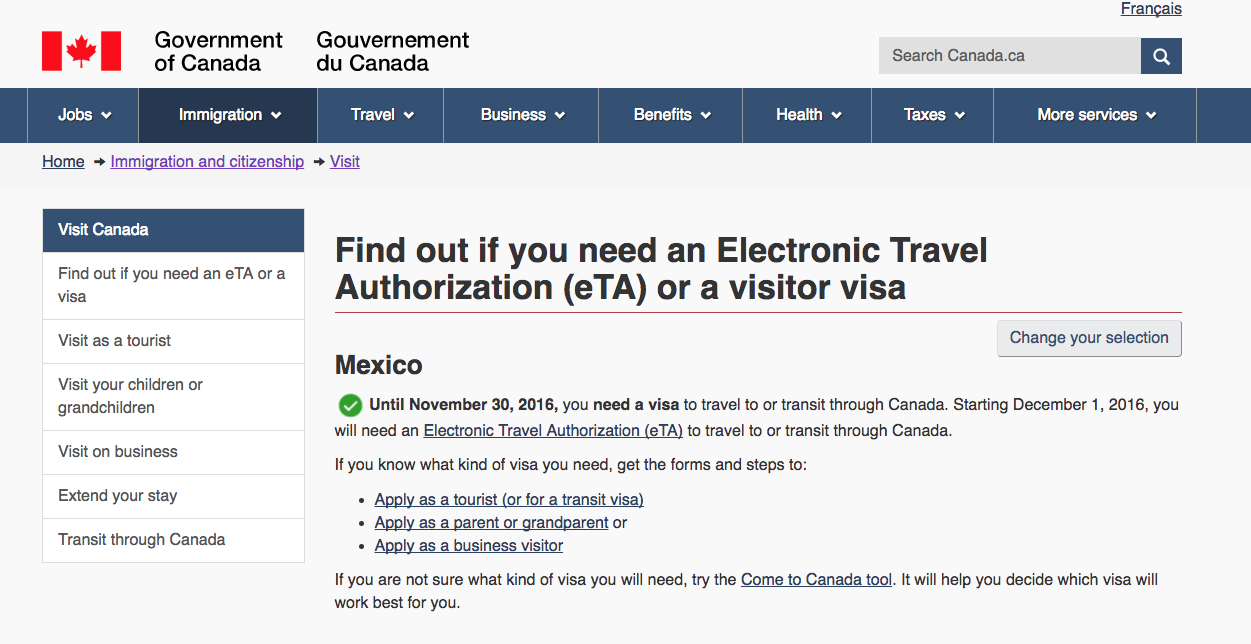 Français
Government of Canada
Gouvernement du Canada
Search Canada.ca
Jobs
Immigration
Travel
Business
Benefits
Health
Taxes
More services
Home → Immigration and citizenship → Visit
Visit Canada
Find out if you need an eTA or a
visa
Visit as a tourist
Visit your children or
grandchildren
Visit on business
Extend your stay
Transit through Canada
Find out if you need an Electronic Travel
Authorization (eTA) or a visitor visa
Change your selection
Mexico
Until November 30, 2016, you need a visa to travel to or transit through Canada. Starting December 1, 2016, you
will need an Electronic Travel Authorization (eTA) to travel to or transit through Canada.
If you know what kind of visa you need, get the forms and steps to:
• Apply as a tourist (or for a transit visa)
• Apply as a parent or grandparent or
• Apply as a business visitor
If you are not sure what kind of visa you will need, try the Come to Canada tool. It will help you decide which visa will
work best for you.